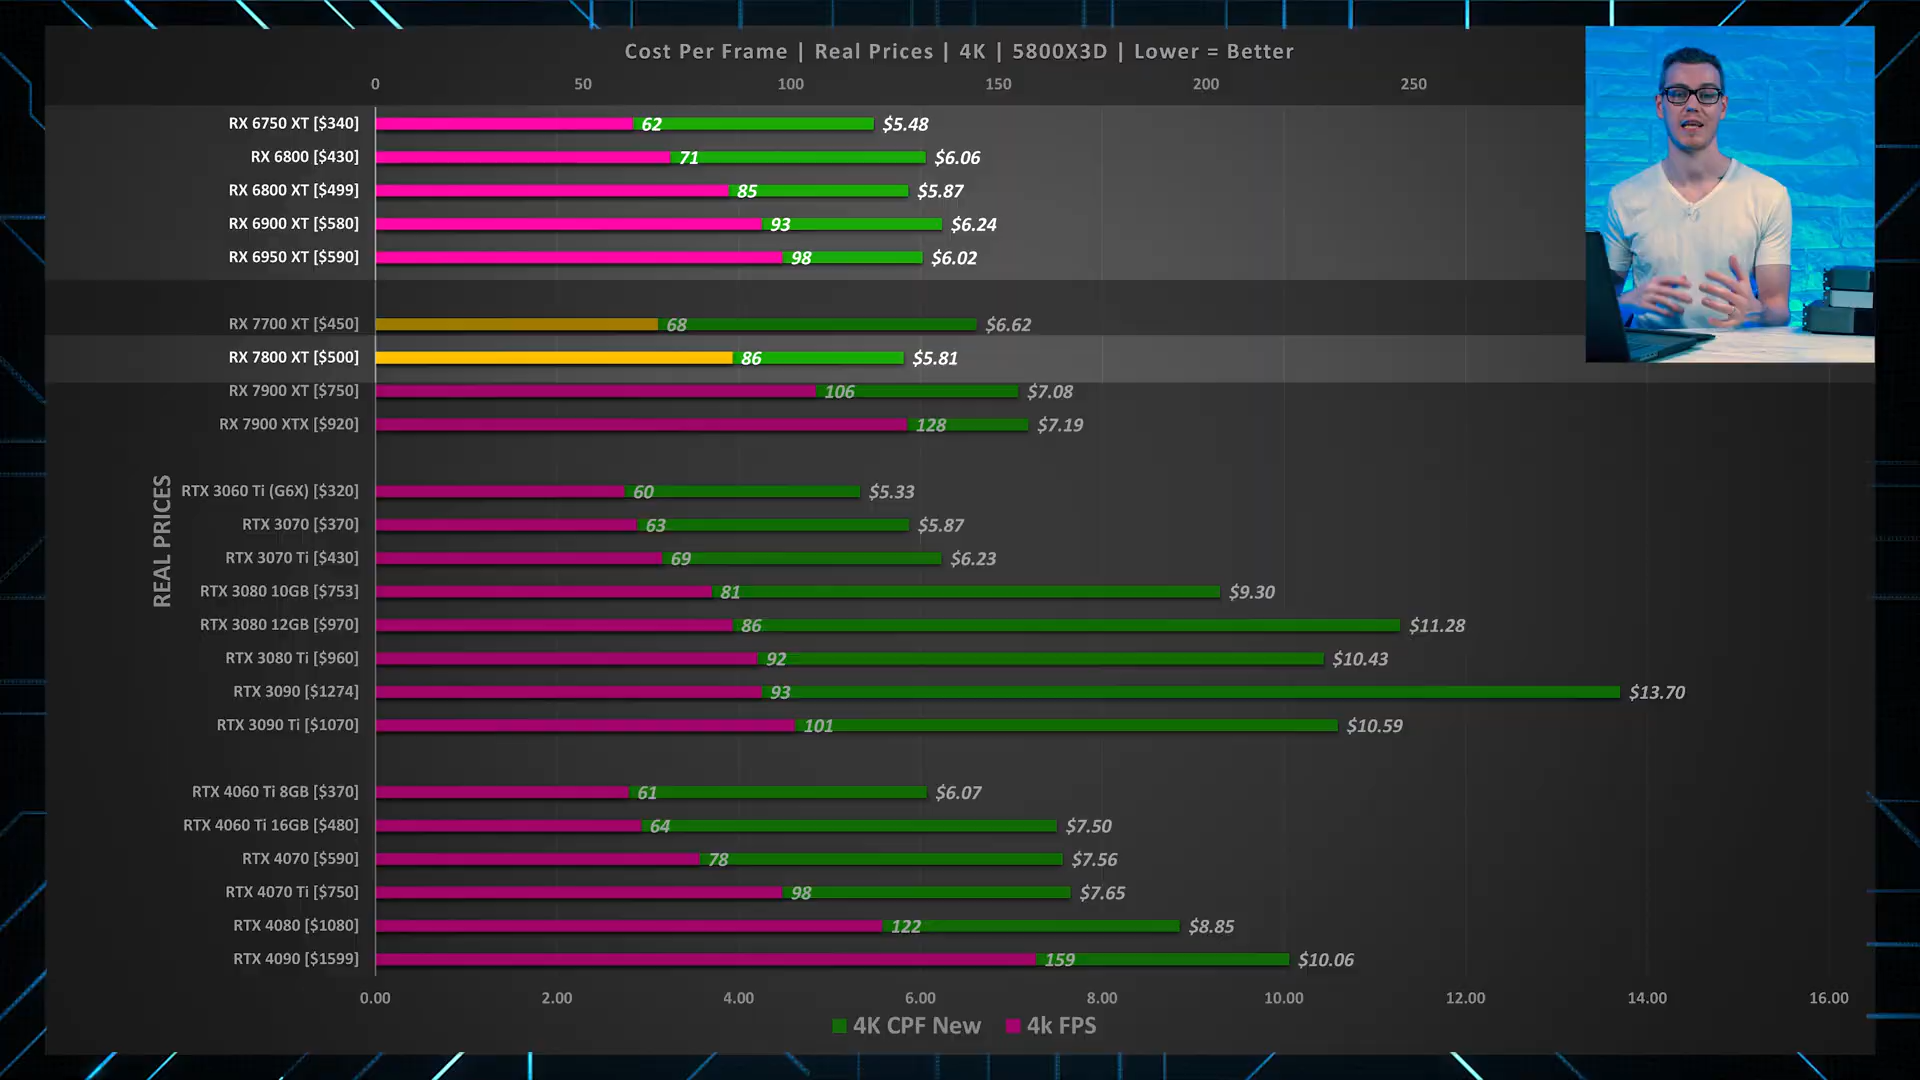 Cost Per Frame | Real Prices | 4K | 5800X3D | Lower = Better
0 50 100 150 200 250
RX 6750 XT [$340] 62 $5.48
RX 6800 [$430] 71 $6.06
RX 6800 XT [$499] 85 $5.87
RX 6900 XT [$580] 93 $6.24
RX 6950 XT [$590] 98 $6.02
RX 7700 XT [$450] 68 $6.62
RX 7800 XT [$500] 86 $5.81
RX 7900 XT [$750] 106 $7.08
RX 7900 XTX [$920] 128 $7.19
REAL PRICES
RTX 3060 Ti (G6X) [$320] 60 $5.33
RTX 3070 [$370] 63 $5.87
RTX 3070 Ti [$430] 69 $6.23
RTX 3080 10GB [$753] 81 $9.30
RTX 3080 12GB [$970] 86 $11.28
RTX 3080 Ti [$960] 92 $10.43
RTX 3090 [$1274] 93 $13.70
RTX 3090 Ti [$1070] 101 $10.59
RTX 4060 Ti 8GB [$370] 61 $6.07
RTX 4060 Ti 16GB [$480] 64 $7.50
RTX 4070 [$590] 78 $7.56
RTX 4070 Ti [$750] 98 $7.65
RTX 4080 [$1080] 122 $8.85
RTX 4090 [$1599] 159 $10.06
0.00 2.00 4.00 6.00 8.00 10.00 12.00 14.00 16.00
4K CPF New 4k FPS